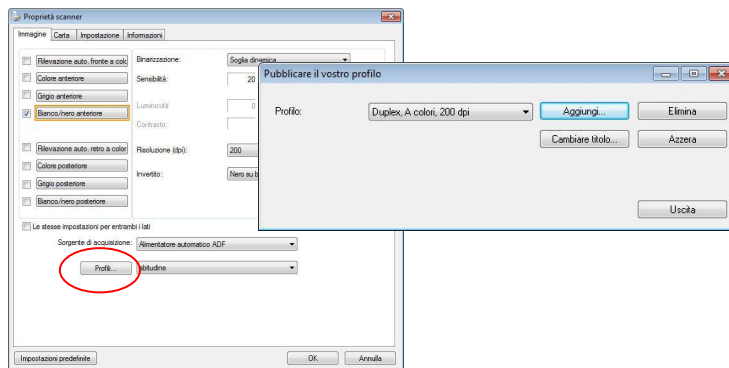 Proprietà scanner
Immagine Carta Impostazione Informazioni
Rilevazione auto. fronte a colo
Colore anteriore
Grigio anteriore
Bianco/nero anteriore
Rilevazione auto. retro a color
Colore posteriore
Grigio posteriore
Bianco/nero posteriore
Binarizzazione: Soglia dinamica
Sensibilità: 20
Luminosità 0
Contrasto:
Risoluzione (dpi): 200
Invertito: Nero su b
Le stesse impostazioni per entrambi i lati
Sorgente di acquisizione: Alimentatore automatico ADF
Profili... abitudine
Impostazioni predefinite OK Annulla
Pubblicare il vostro profilo
Profilo: Duplex, A colori, 200 dpi Aggiungi... Elimina
Cambiare titolo... Azzera
Uscita